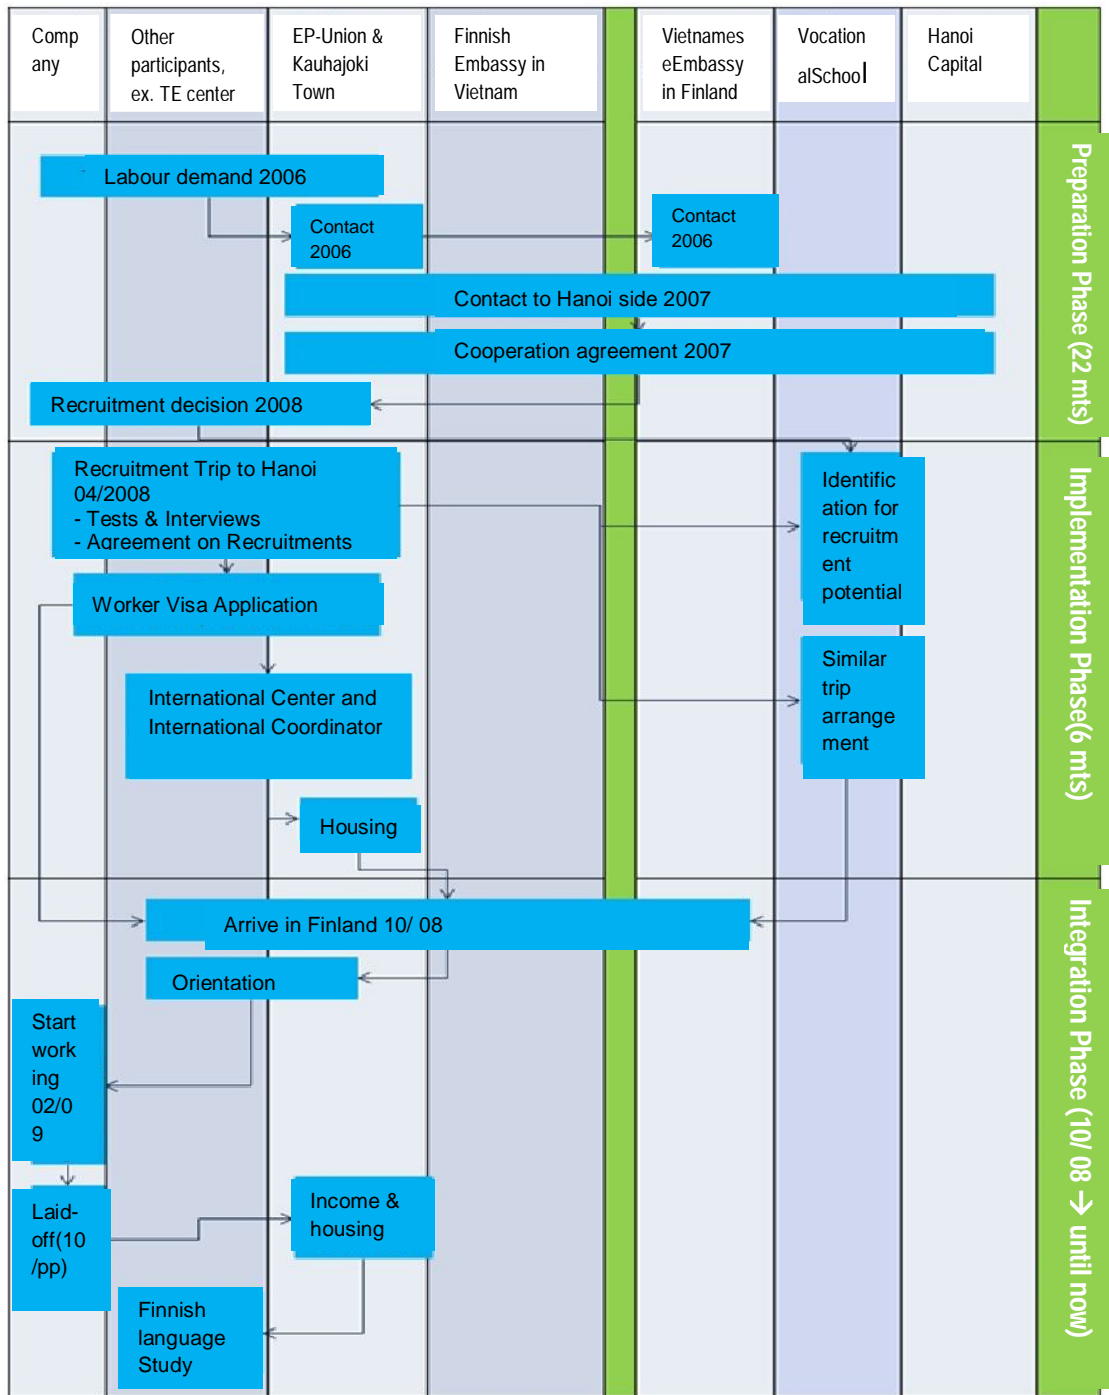 Comp
any
Other
participants,
ex. TE center
EP-Union &
Kauhajoki
Town
Finnish
Embassy in
Vietnam
Vietnames
eEmbassy
in Finland
Vocation
alSchool
Hanoi
Capital
Labour demand 2006
Contact
2006
Contact
2006
Contact to Hanoi side 2007
Cooperation agreement 2007
Recruitment decision 2008
Preparation Phase (22 mts)
Recruitment Trip to Hanoi
04/2008
- Tests & Interviews
- Agreement on Recruitments
Identific
ation for
recruitm
ent
potential
Worker Visa Application
Similar
trip
arrange
ment
International Center and
International Coordinator
Housing
Implementation Phase(6 mts)
Arrive in Finland 10/ 08
Orientation
Start
work
ing
02/0
9
Laid-
off(10
/pp)
Income &
housing
Finnish
language
Study
Integration Phase (10/ 08 → until now)